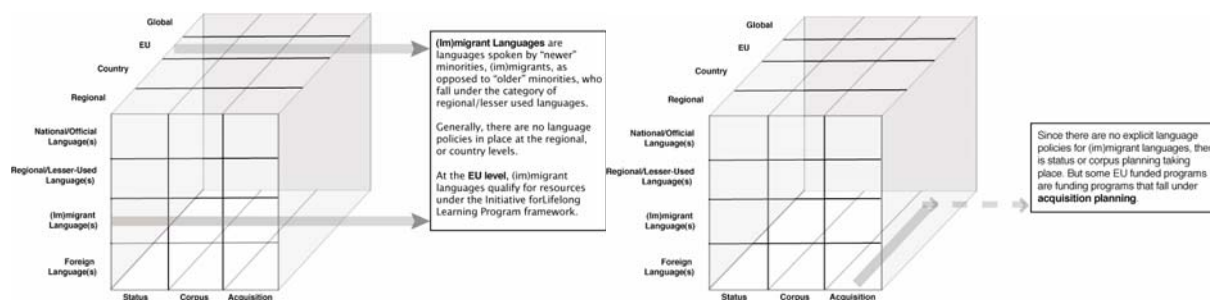 Global
EU
Country
Regional
National/Official
Language(s)
Regional/Lesser-Used
Language(s)
(Im)migrant
Language(s)
Foreign
Language(s)
Status Corpus Acquisition
(Im)migrant Languages are
languages spoken by "newer"
minorities, (im)migrants, as
opposed to "older" minorities, who
fall under the category of
regional/lesser used languages.
Generally, there are no language
policies in place at the regional,
or country levels.
At the EU level, (im)migrant
languages qualify for resources
under the Initiative forLifelong
Learning Program framework.
Global
EU
Country
Regional
National/Official
Language(s)
Regional/Lesser-Used
Language(s)
(Im)migrant
Language(s)
Foreign
Language(s)
Status Corpus Acquisition
Since there are no explicit language
policies for (im)migrant languages,
is status or corpus planning taking
place. But some EU funded programs
are funding programs that fall under
acquisition planning.